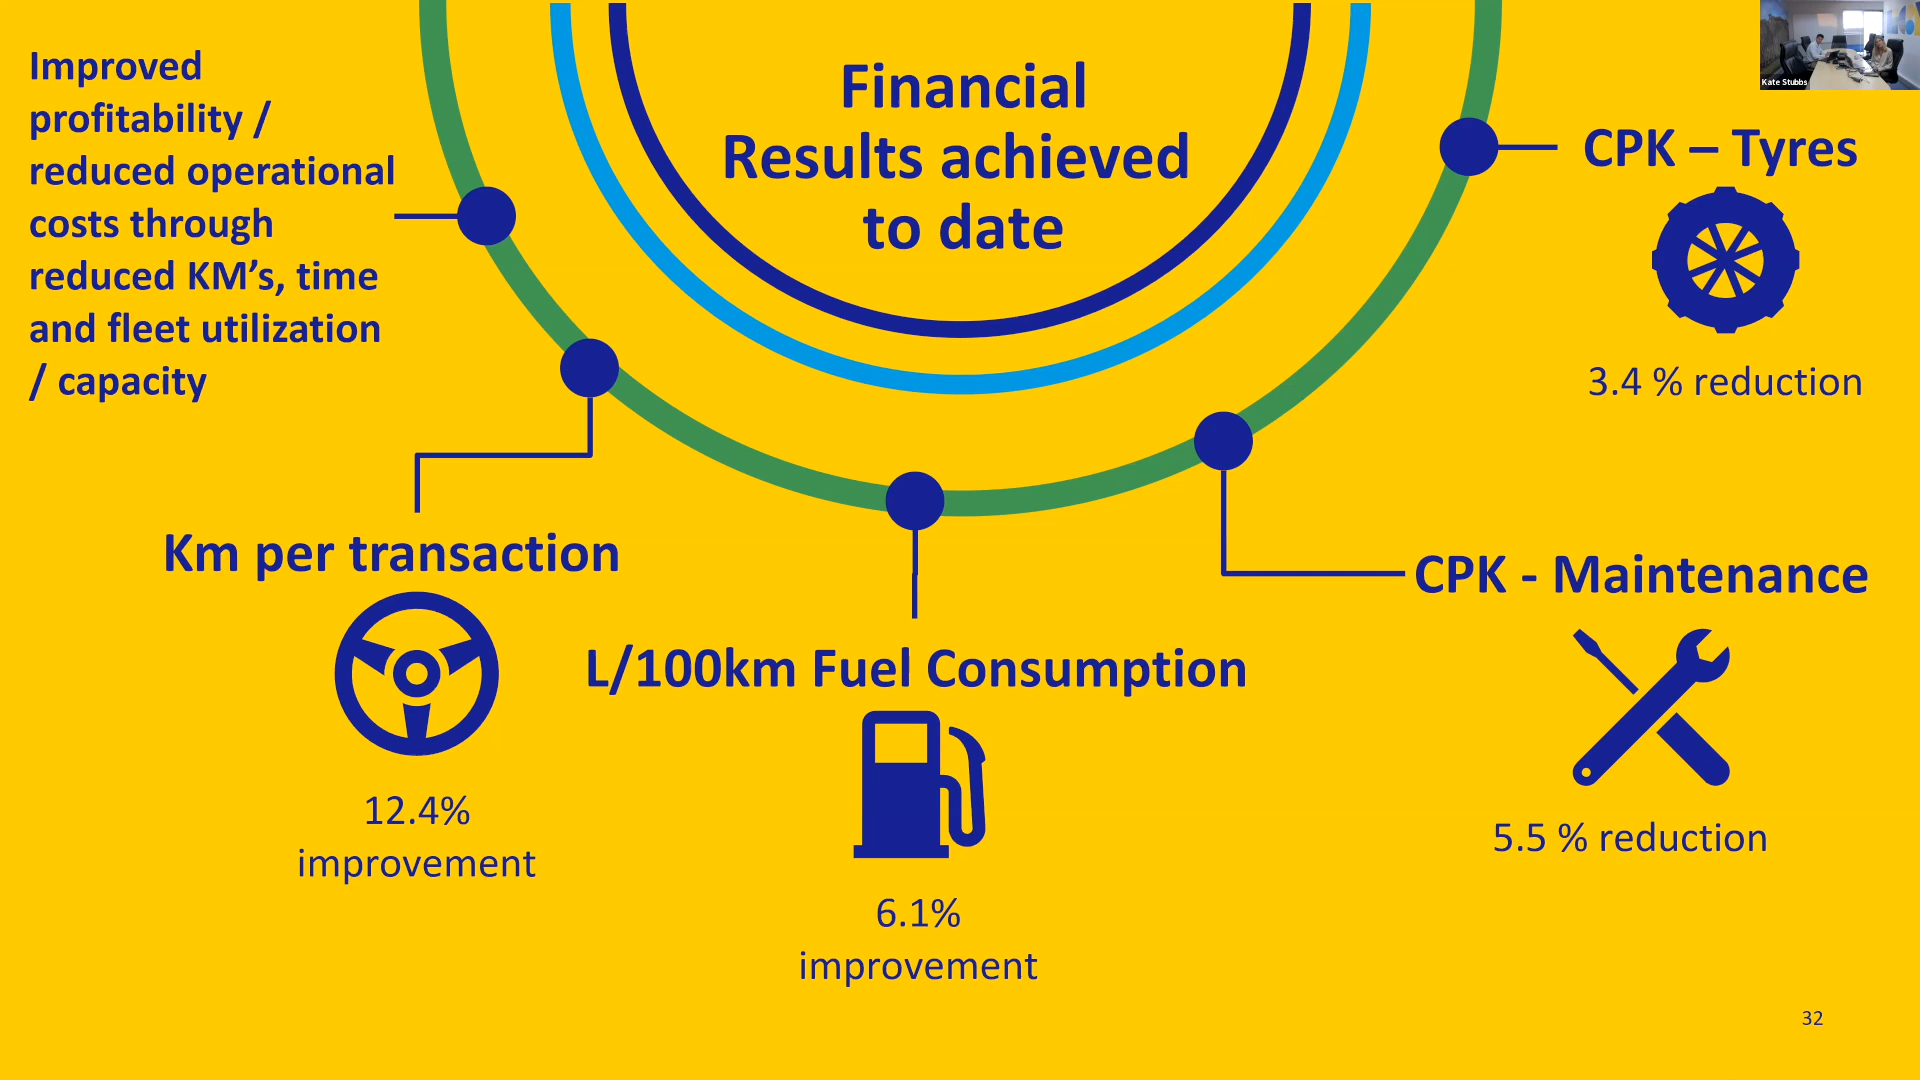 Improved
profitability /
reduced operational
costs through
reduced KM’s, time
and fleet utilization
/ capacity
Financial
Results achieved
to date
Kate Stubbs
CPK – Tyres
3.4 % reduction
Km per transaction
12.4%
improvement
L/100km Fuel Consumption
6.1%
improvement
CPK - Maintenance
5.5 % reduction
32